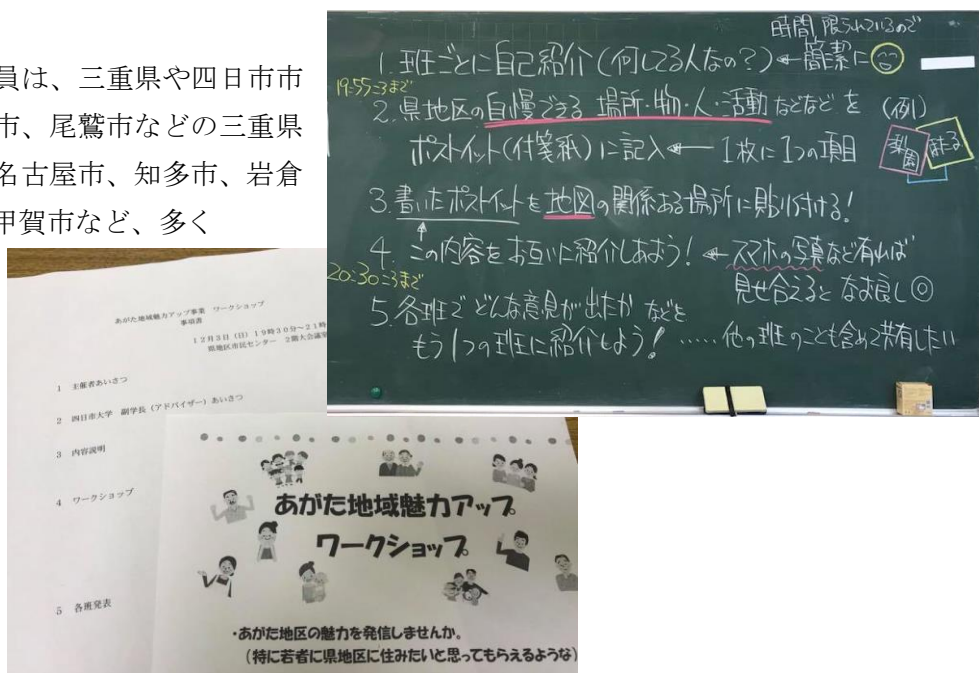 員は、三重県や四日市市
市、尾鷲市などの三重県
名古屋市、知多市、岩倉
甲賀市など、多く
時間、限られているので
1. 班ごとに自己紹介(何してる人なの?)←簡潔に
19:55ころまで
2. 県地区の自慢できる場所・物・人・活動などなどを (例)
ポストイット(付箋紙)に記入← 1枚に1つの項目 梨園 ほたる
3. 書いたポストイットを地図の関係ある場所に貼り付ける!
4. この内容をお互いに紹介しあおう!←スマホの写真など有れば
見せ合えるとなお良し◎
20:30ころまで
5. 各班でどんな意見が出たかなどを
もう1つの班に紹介しよう!……他の班のことも含めて共有したい
あがた地域魅力アップ事業 ワークショップ
事項書
12月3日(日)19時30分~21時
県地区市民センター 2階大会議室
1 主催者あいさつ
2 四日市大学 副学長(アドバイザー)あいさつ
3 内容説明
4 ワークショップ
5 各班発表
あがた地域魅力アップ
ワークショップ
・あがた地区の魅力を発信しませんか。
(特に若者に県地区に住みたいと思ってもらえるような)